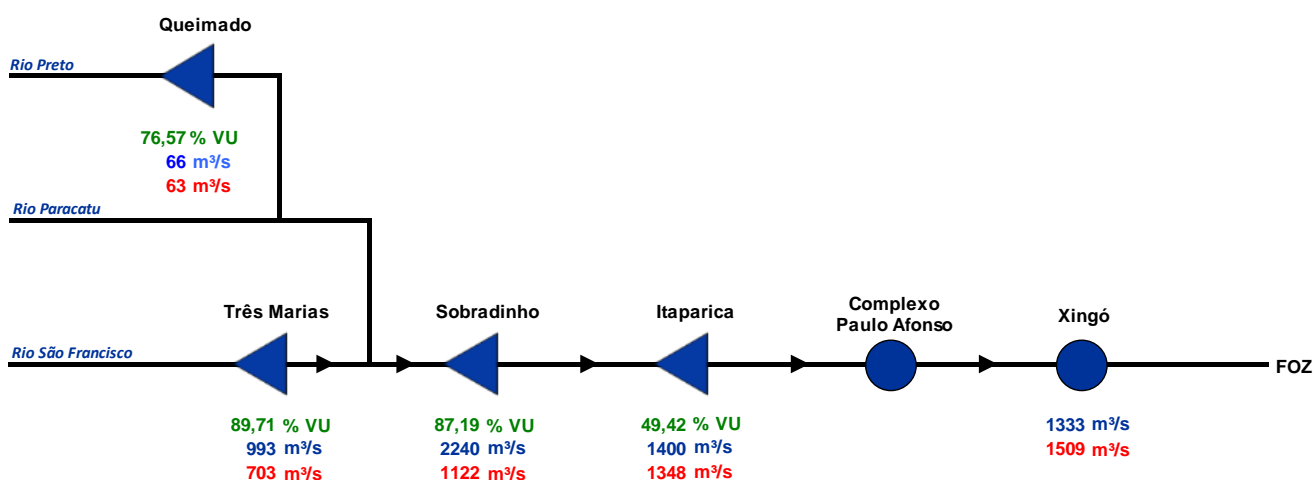 Queimado
Rio Preto
76,57 % VU
66 m³/s
63 m³/s
Rio Paracatu
Três Marias
Sobradinho
Itaparica
Complexo
Paulo Afonso
Xingó
Rio São Francisco
FOZ
89,71 % VU
993 m³/s
703 m³/s
87,19 % VU
2240 m³/s
1122 m³/s
49,42 % VU
1400 m³/s
1348 m³/s
1333 m³/s
1509 m³/s